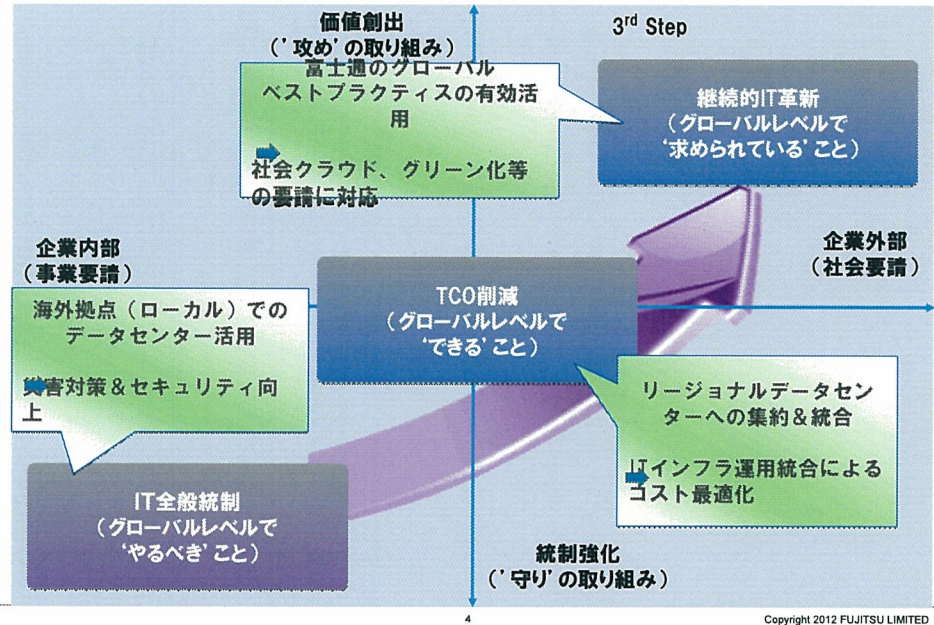 価値創出
（’攻め’の取り組み）
3rd Step
富士通のグローバル
ベストプラクティスの有効活
用
社会クラウド、グリーン化等
の要請に対応
継続的IT革新
（グローバルレベルで
‘求められている’こと）
企業内部
（事業要請）
企業外部
（社会要請）
海外拠点（ローカル）での
データセンター活用
災害対策＆セキュリティ向
上
TCO削減
（グローバルレベルで
‘できる’こと）
リージョナルデータセン
ターへの集約＆統合
ITインフラ運用統合による
コスト最適化
IT全般統制
（グローバルレベルで
‘やるべき’こと）
統制強化
（’守り’の取り組み）
4
Copyright 2012 FUJITSU LIMITED